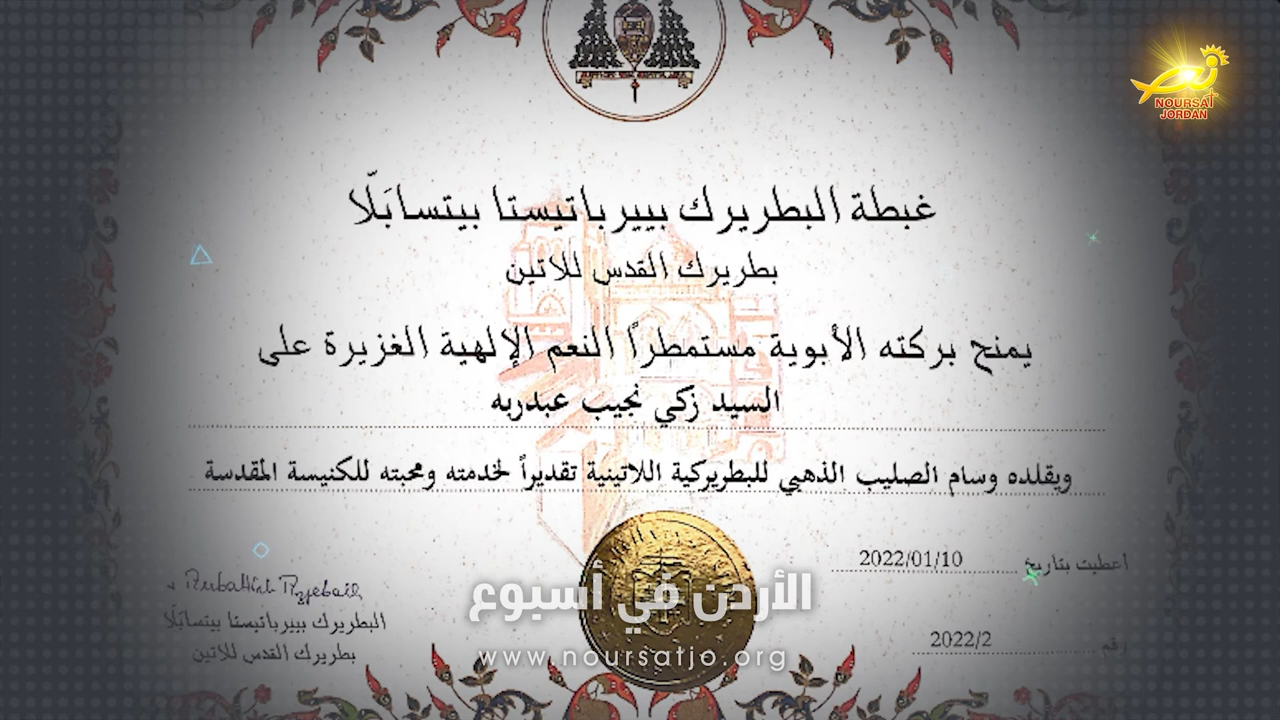 NOURSAT
JORDAN
غبطة البطريرك بييرباتيستا بيتسابَلّا
بطريرك القدس للاتين
يمنح بركته الأبوية مستمطراً النعم الإلهية الغزيرة على
السيد زكي نجيب عبدربه
ويقلده وسام الصليب الذهبي للبطريركية اللاتينية تقديراً لخدمته ومحبته للكنيسة المقدسة
اعطيت بتاريخ 2022/01/10
رقم 2022/2
البطريرك بييرباتيستا بيتسابَلّا
بطريرك القدس للاتين
الأردن في أسبوع
www.noursatjo.org